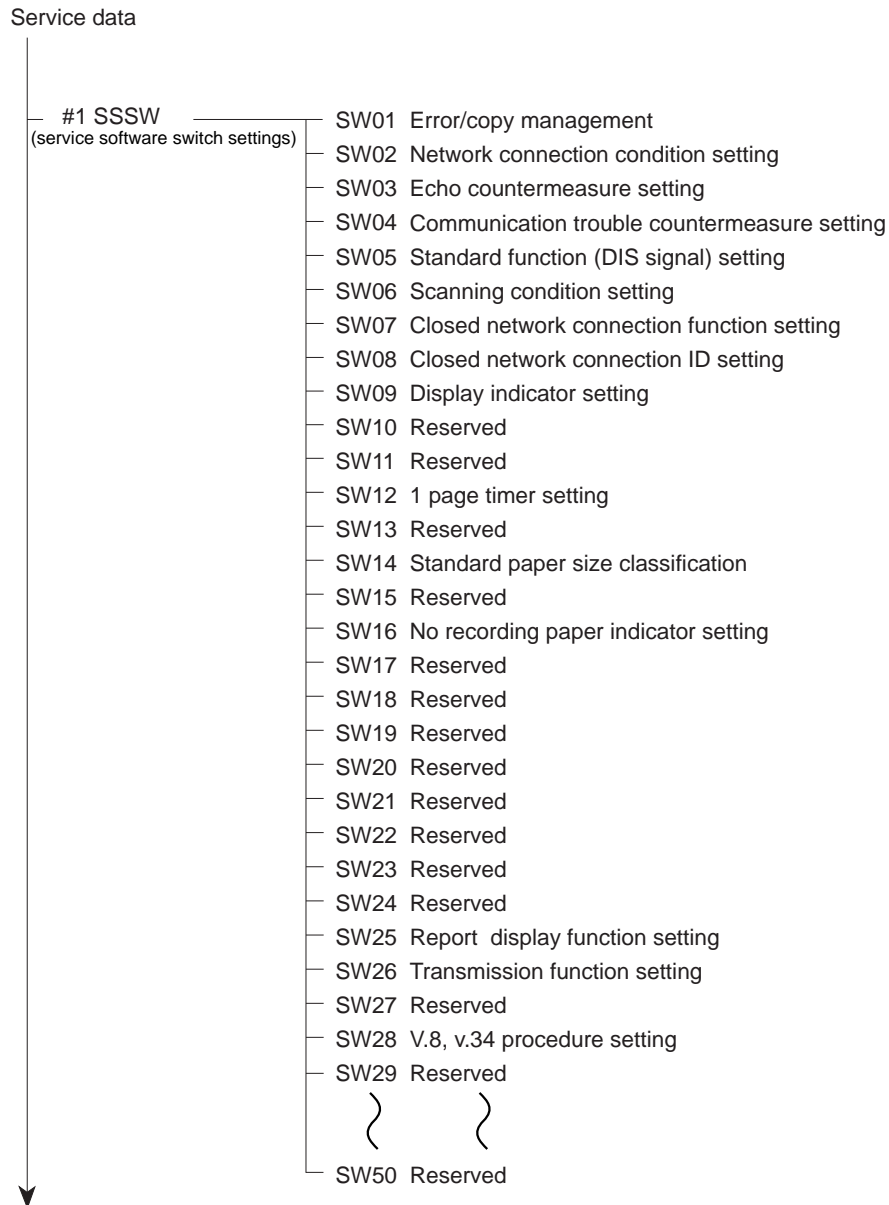 Service data
#1 SSSW
(service software switch settings)
SW01 Error/copy management
SW02 Network connection condition setting
SW03 Echo countermeasure setting
SW04 Communication trouble countermeasure setting
SW05 Standard function (DIS signal) setting
SW06 Scanning condition setting
SW07 Closed network connection function setting
SW08 Closed network connection ID setting
SW09 Display indicator setting
SW10 Reserved
SW11 Reserved
SW12 1 page timer setting
SW13 Reserved
SW14 Standard paper size classification
SW15 Reserved
SW16 No recording paper indicator setting
SW17 Reserved
SW18 Reserved
SW19 Reserved
SW20 Reserved
SW21 Reserved
SW22 Reserved
SW23 Reserved
SW24 Reserved
SW25 Report display function setting
SW26 Transmission function setting
SW27 Reserved
SW28 V.8, v.34 procedure setting
SW29 Reserved
SW50 Reserved